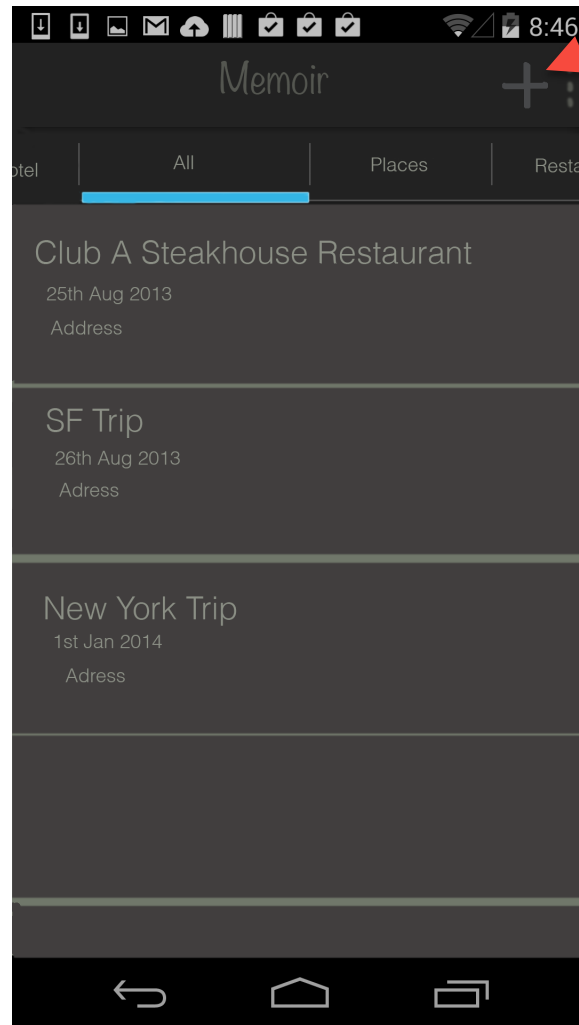 8:46
Memoir
otel
All
Places
Resta
Club A Steakhouse Restaurant
25th Aug 2013
Address
SF Trip
26th Aug 2013
Adress
New York Trip
1st Jan 2014
Adress